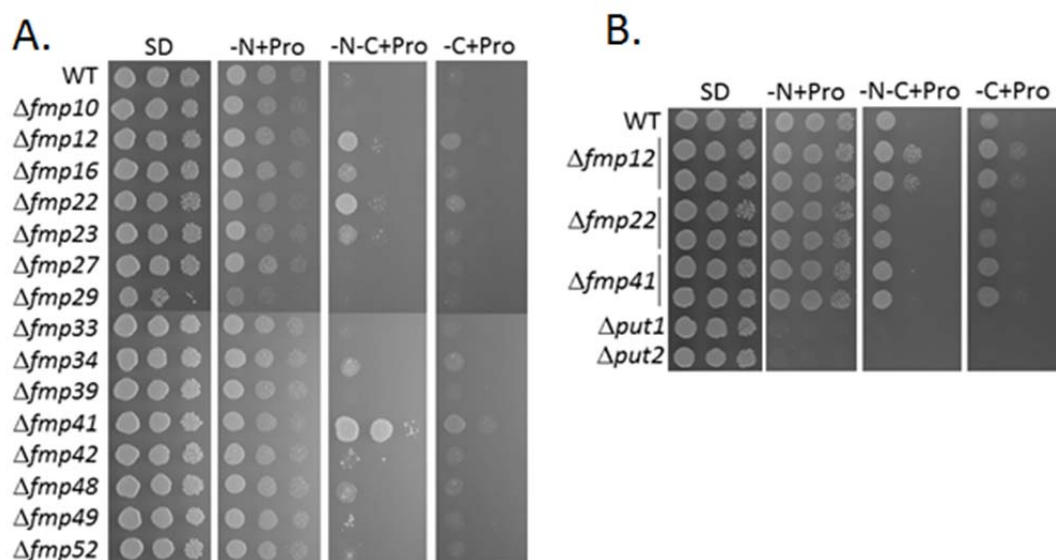 A.
SD -N+Pro -N-C+Pro -C+Pro
WT
Δfmp10
Δfmp12
Δfmp16
Δfmp22
Δfmp23
Δfmp27
Δfmp29
Δfmp33
Δfmp34
Δfmp39
Δfmp41
Δfmp42
Δfmp48
Δfmp49
Δfmp52
B.
SD -N+Pro -N-C+Pro -C+Pro
WT
Δfmp12
Δfmp22
Δfmp41
Δput1
Δput2